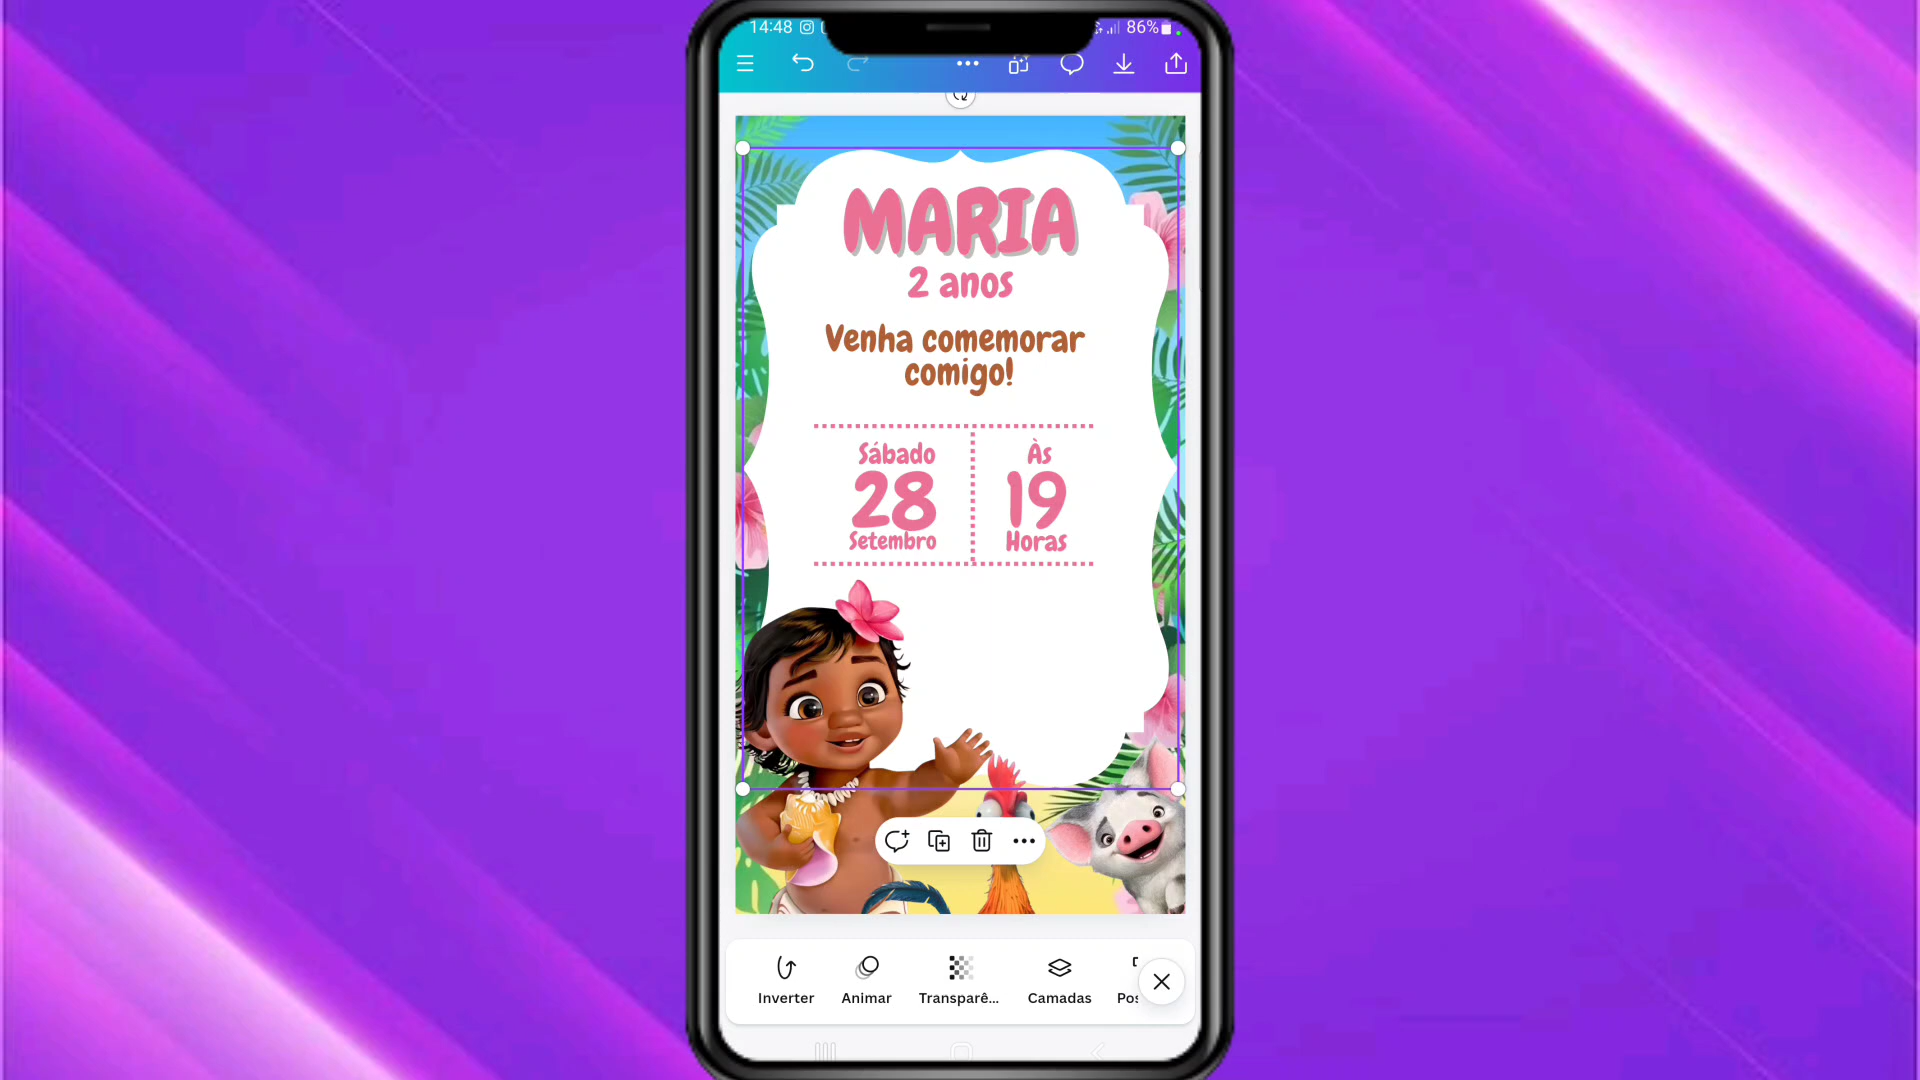 14:48
86%
MARIA
2 anos
Venha comemorar
comigo!
Sábado
28
Setembro
Às
19
Horas
Inverter
Animar
Transparê...
Camadas
Pos